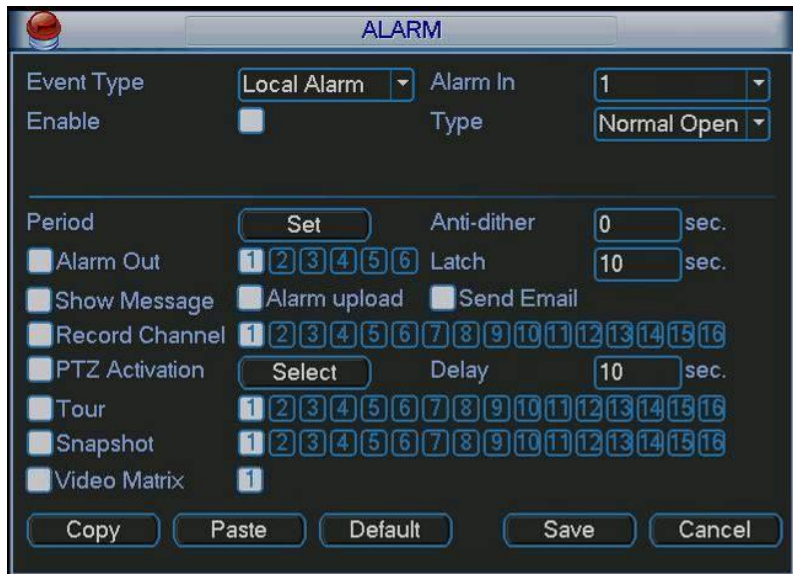 ALARM
Event Type Local Alarm Alarm In 1
Enable Type Normal Open
Period Set Anti-dither 0 sec.
Alarm Out 1 2 3 4 5 6 Latch 10 sec.
Show Message Alarm upload Send Email
Record Channel 1 2 3 4 5 6 7 8 9 10 11 12 13 14 15 16
PTZ Activation Select Delay 10 sec.
Tour 1 2 3 4 5 6 7 8 9 10 11 12 13 14 15 16
Snapshot 1 2 3 4 5 6 7 8 9 10 11 12 13 14 15 16
Video Matrix 1
Copy Paste Default Save Cancel